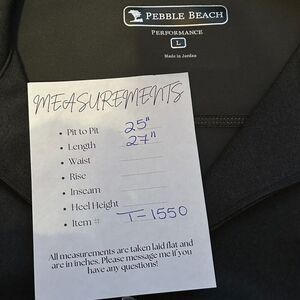 PEBBLE BEACH
PERFORMANCE
L
Made in Jordan
MEASUREMENTS
• Pit to Pit 25"
• Length 27"
• Waist
• Rise
• Inseam
• Heel Height
• Item # T-1550
All measurements are taken laid flat and
are in inches. Please message me if you
have any questions!